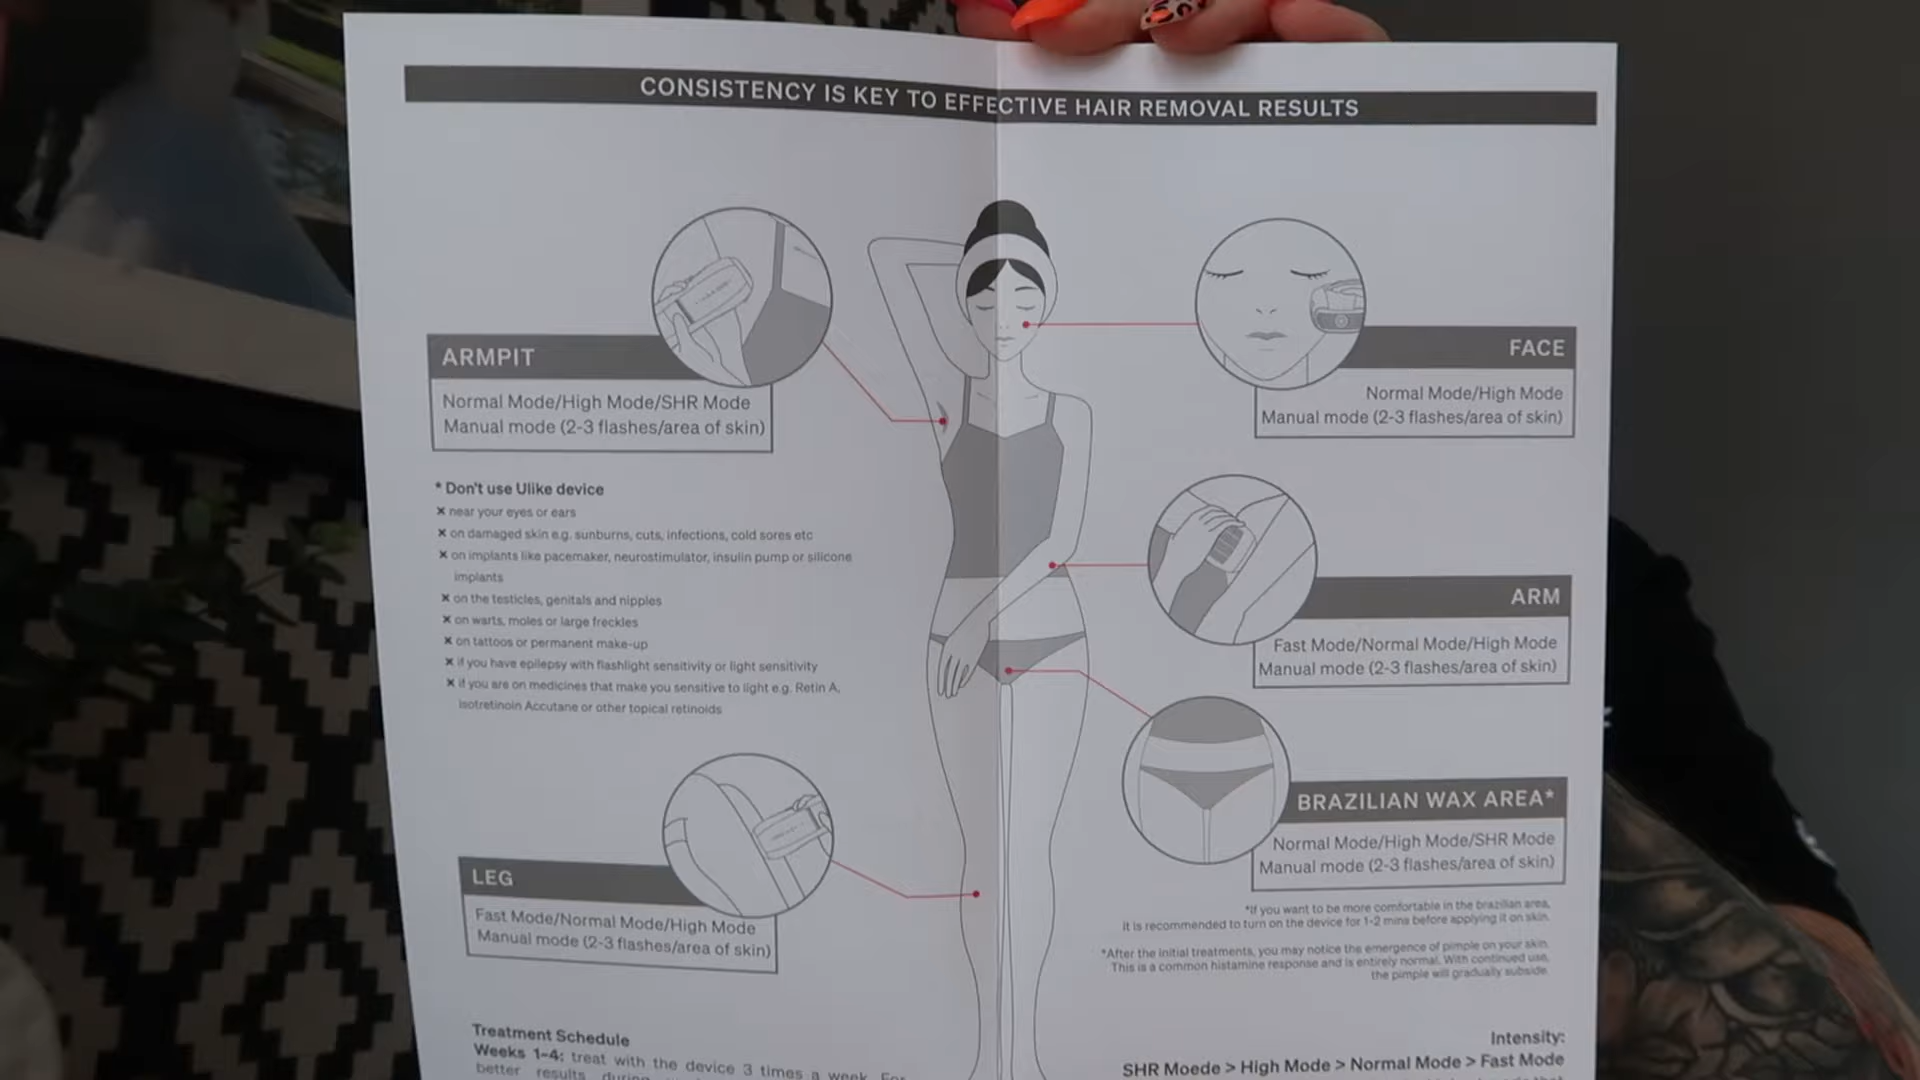 CONSISTENCY IS KEY TO EFFECTIVE HAIR REMOVAL RESULTS
ARMPIT
Normal Mode/High Mode/SHR Mode
Manual mode (2-3 flashes/area of skin)
FACE
Normal Mode/High Mode
Manual mode (2-3 flashes/area of skin)
* Don't use Ulike device
✕ near your eyes or ears
✕ on damaged skin e.g. sunburns, cuts, infections, cold sores etc
✕ on implants like pacemaker, neurostimulator, insulin pump or silicone
implants
✕ on the testicles, genitals and nipples
✕ on warts, moles or large freckles
✕ on tattoos or permanent make-up
✕ if you have epilepsy with flashlight sensitivity or light sensitivity
✕ if you are on medicines that make you sensitive to light e.g. Retin A,
isotretinoin Accutane or other topical retinoids
ARM
Fast Mode/Normal Mode/High Mode
Manual mode (2-3 flashes/area of skin)
BRAZILIAN WAX AREA*
Normal Mode/High Mode/SHR Mode
Manual mode (2-3 flashes/area of skin)
*If you want to be more comfortable in the brazilian area,
it is recommended to turn on the device for 1-2 mins before applying it on skin.
*After the initial treatments, you may notice the emergence of pimple on your skin.
This is a common histamine response and is entirely normal. With continued use,
the pimple will gradually subside.
LEG
Fast Mode/Normal Mode/High Mode
Manual mode (2-3 flashes/area of skin)
Treatment Schedule
Weeks 1-4: treat with the device 3 times a week. For
better results during
Intensity:
SHR Moede > High Mode > Normal Mode > Fast Mode